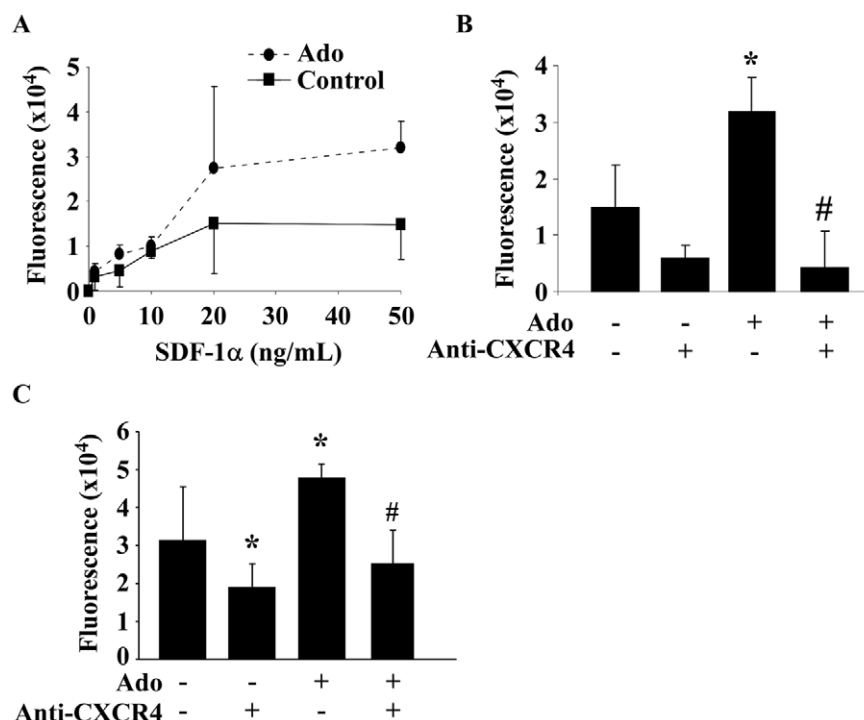 A
Ado
Control
Fluorescence (x10⁴)
5
4
3
2
1
0
0 10 20 30 40 50
SDF-1α (ng/mL)
B
*
#
Fluorescence (x10⁴)
4
3
2
1
0
Ado - - + +
Anti-CXCR4 - + - +
C
*
*
#
Fluorescence (x10⁴)
6
5
4
3
2
1
0
Ado - - + +
Anti-CXCR4 - + - +